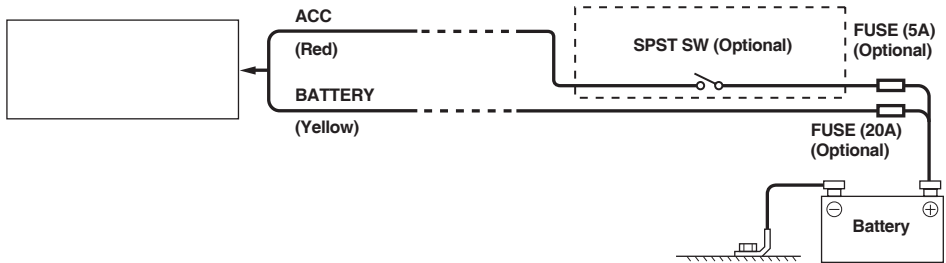 ACC
(Red)
SPST SW (Optional)
FUSE (5A)
(Optional)
BATTERY
(Yellow)
FUSE (20A)
(Optional)
Battery